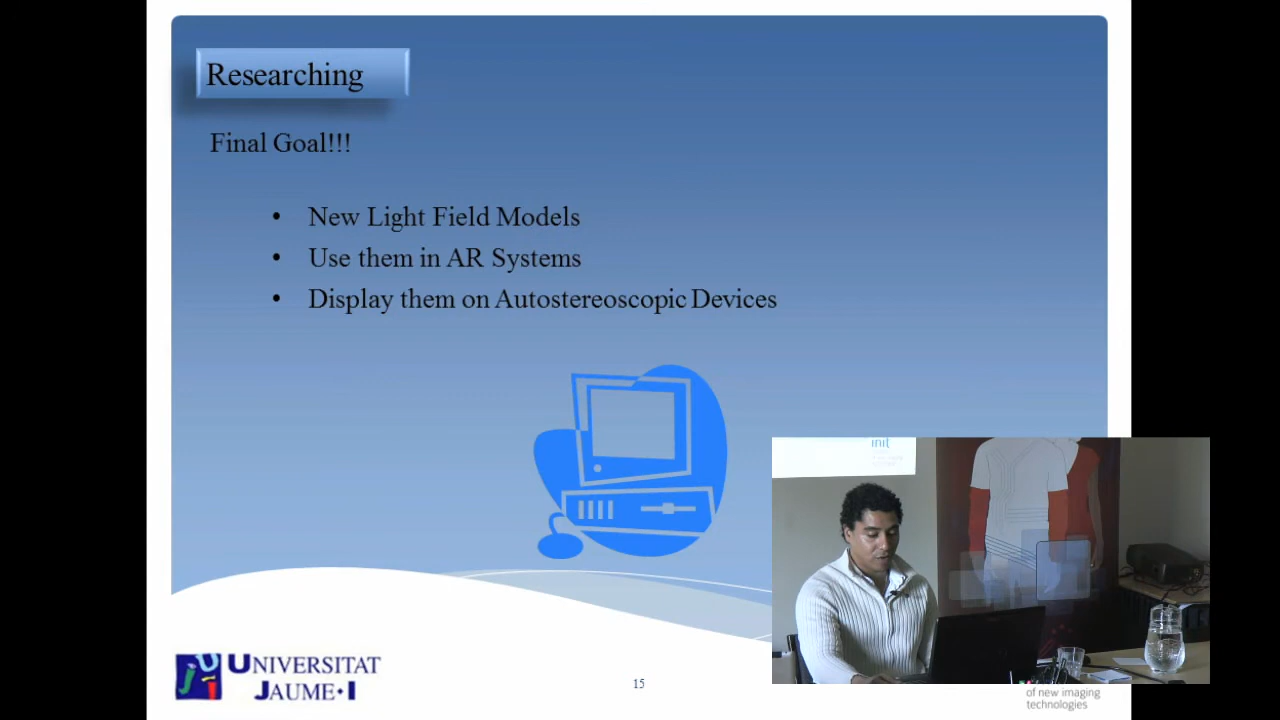 Researching
Final Goal!!!
• New Light Field Models
• Use them in AR Systems
• Display them on Autostereoscopic Devices
init
UNIVERSITAT
JAUME•I
15
of new imaging
technologies